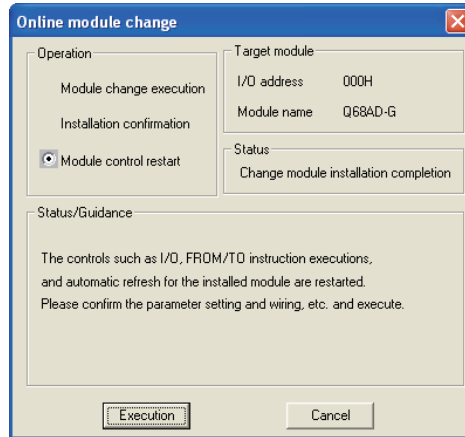 Online module change
Operation
Module change execution
Installation confirmation
Module control restart
Target module
I/O address 000H
Module name Q68AD-G
Status
Change module installation completion
Status/Guidance
The controls such as I/O, FROM/TO instruction executions,
and automatic refresh for the installed module are restarted.
Please confirm the parameter setting and wiring, etc. and execute.
Execution
Cancel